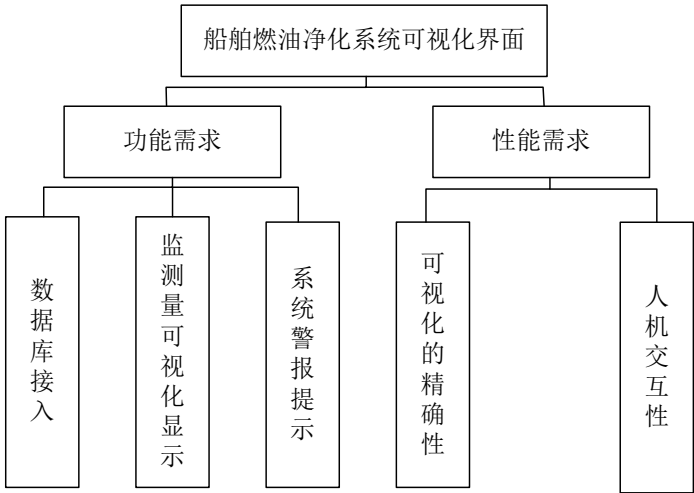 船舶燃油净化系统可视化界面
功能需求
性能需求
数据库接入
监测量可视化显示
系统警报提示
可视化的精确性
人机交互性